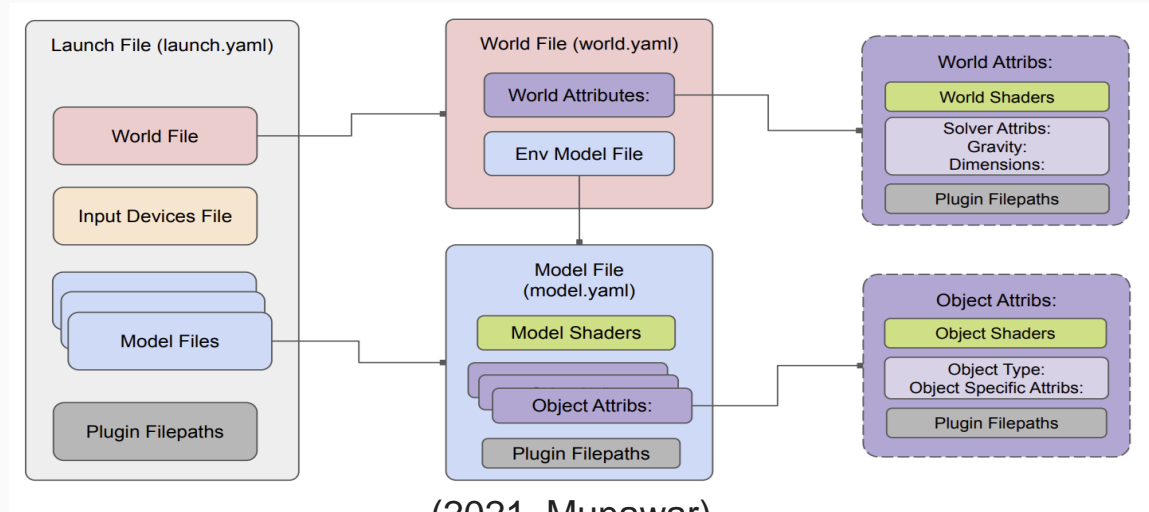 Launch File (launch.yaml)
World File
Input Devices File
Model Files
Plugin Filepaths
World File (world.yaml)
World Attributes:
Env Model File
Model File
(model.yaml)
Model Shaders
Object Attribs:
Plugin Filepaths
World Attribs:
World Shaders
Solver Attribs:
Gravity:
Dimensions:
Plugin Filepaths
Object Attribs:
Object Shaders
Object Type:
Object Specific Attribs:
Plugin Filepaths
(2021, Munawar)